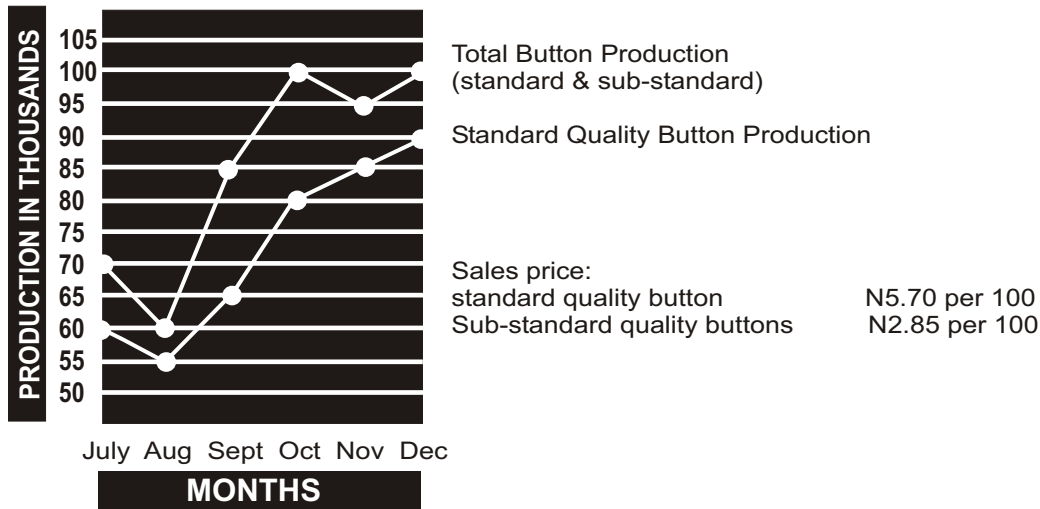 PRODUCTION IN THOUSANDS
105
100
95
90
85
80
75
70
65
60
55
50
July Aug Sept Oct Nov Dec
MONTHS
Total Button Production
(standard & sub-standard)
Standard Quality Button Production
Sales price:
standard quality button N5.70 per 100
Sub-standard quality buttons N2.85 per 100